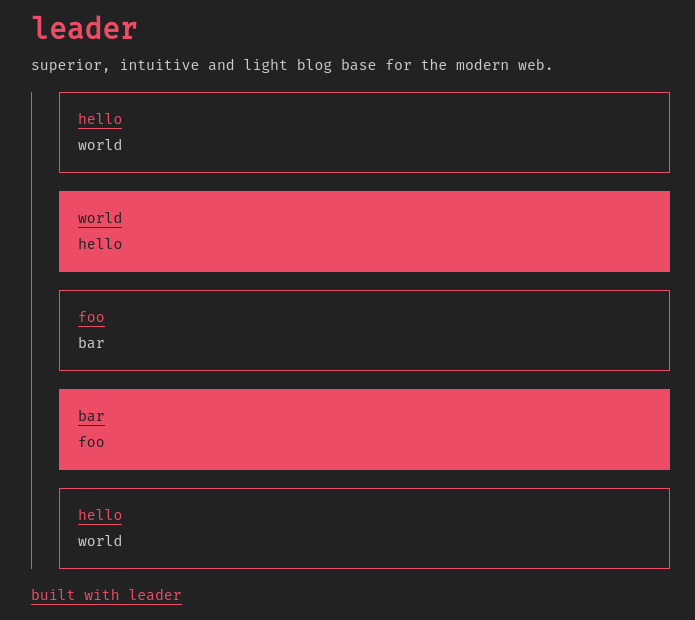 leader
superior, intuitive and light blog base for the modern web.
hello
world
world
hello
foo
bar
bar
foo
hello
world
built with leader